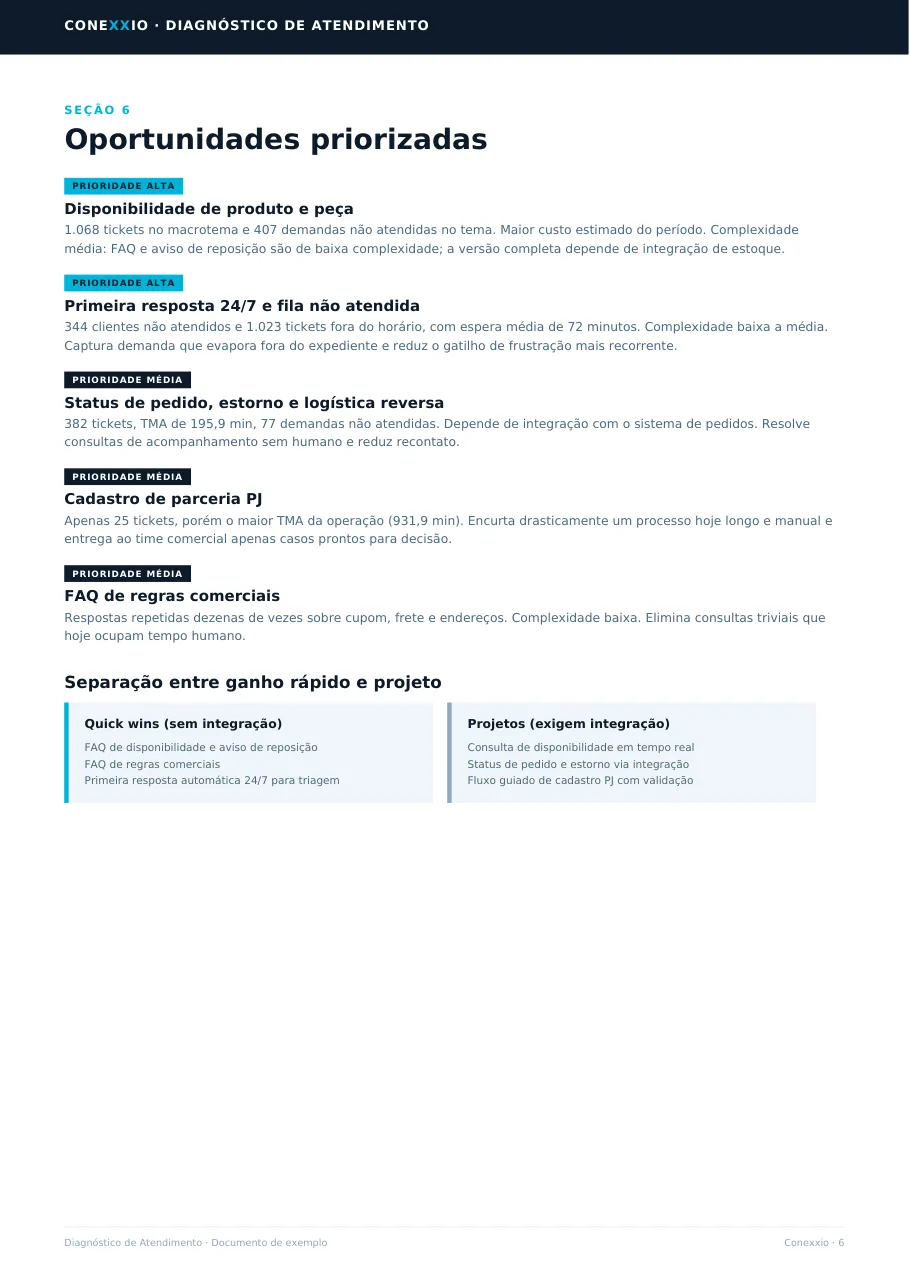 CONEXXIO · DIAGNÓSTICO DE ATENDIMENTO
SEÇÃO 6
Oportunidades priorizadas
PRIORIDADE ALTA
Disponibilidade de produto e peça
1.068 tickets no macrotema e 407 demandas não atendidas no tema. Maior custo estimado do período. Complexidade
média: FAQ e aviso de reposição são de baixa complexidade; a versão completa depende de integração de estoque.
PRIORIDADE ALTA
Primeira resposta 24/7 e fila não atendida
344 clientes não atendidos e 1.023 tickets fora do horário, com espera média de 72 minutos. Complexidade baixa a média.
Captura demanda que evapora fora do expediente e reduz o gatilho de frustração mais recorrente.
PRIORIDADE MÉDIA
Status de pedido, estorno e logística reversa
382 tickets, TMA de 195,9 min, 77 demandas não atendidas. Depende de integração com o sistema de pedidos. Resolve
consultas de acompanhamento sem humano e reduz recontato.
PRIORIDADE MÉDIA
Cadastro de parceria PJ
Apenas 25 tickets, porém o maior TMA da operação (931,9 min). Encurta drasticamente um processo hoje longo e manual e
entrega ao time comercial apenas casos prontos para decisão.
PRIORIDADE MÉDIA
FAQ de regras comerciais
Respostas repetidas dezenas de vezes sobre cupom, frete e endereços. Complexidade baixa. Elimina consultas triviais que
hoje ocupam tempo humano.
Separação entre ganho rápido e projeto
Quick wins (sem integração)
FAQ de disponibilidade e aviso de reposição
FAQ de regras comerciais
Primeira resposta automática 24/7 para triagem
Projetos (exigem integração)
Consulta de disponibilidade em tempo real
Status de pedido e estorno via integração
Fluxo guiado de cadastro PJ com validação
Diagnóstico de Atendimento · Documento de exemplo
Conexxio · 6